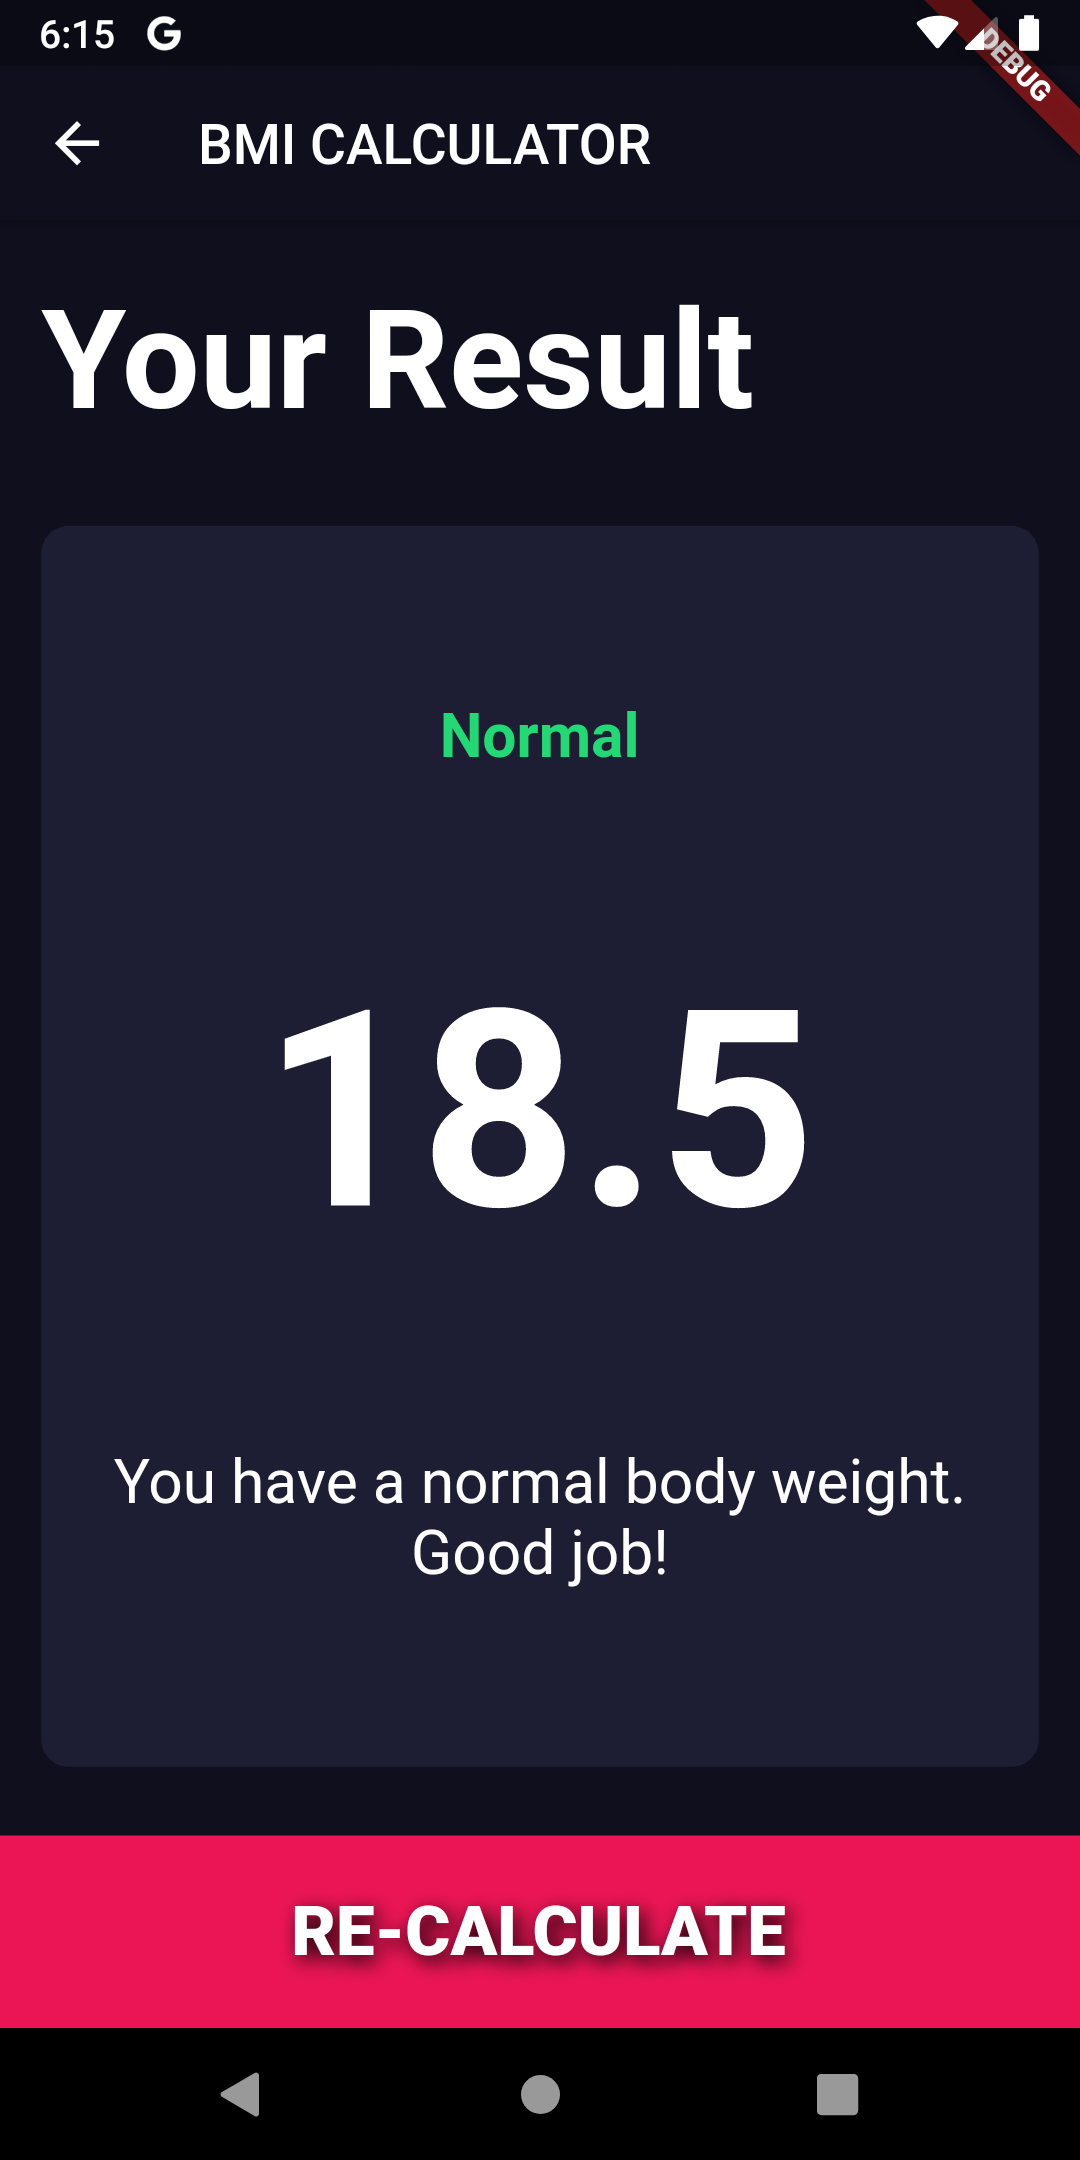 6:15 G
DEBUG
BMI CALCULATOR
Your Result
Normal
18.5
You have a normal body weight.
Good job!
RE-CALCULATE